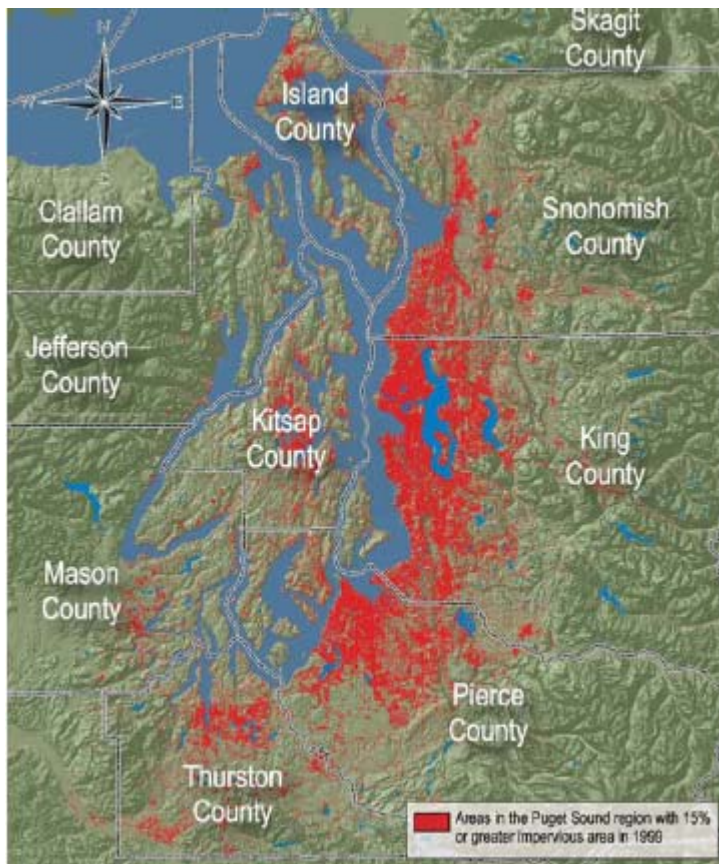 Skagit
County
N
W
E
S
Island
County
Clallam
County
Snohomish
County
Jefferson
County
Kitsap
County
King
County
Mason
County
Pierce
County
Thurston
County
Areas in the Puget Sound region with 15%
or greater Impervious area in 1999